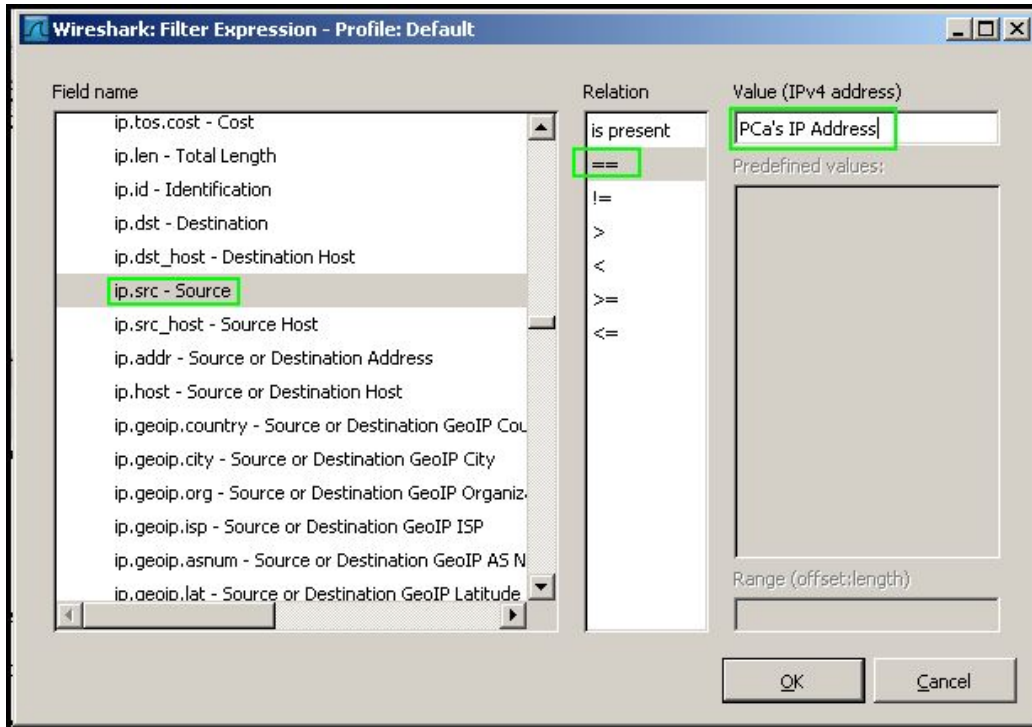 Wireshark: Filter Expression - Profile: Default
Field name
ip.tos.cost - Cost
ip.len - Total Length
ip.id - Identification
ip.dst - Destination
ip.dst_host - Destination Host
ip.src - Source
ip.src_host - Source Host
ip.addr - Source or Destination Address
ip.host - Source or Destination Host
ip.geoip.country - Source or Destination GeoIP Cou
ip.geoip.city - Source or Destination GeoIP City
ip.geoip.org - Source or Destination GeoIP Organiz
ip.geoip.isp - Source or Destination GeoIP ISP
ip.geoip.asnum - Source or Destination GeoIP AS N
ip.geoip.lat - Source or Destination GeoIP Latitude
Relation
is present
==
!=
>
<
>=
<=
Value (IPv4 address)
PCa's IP Address
Predefined values:
Range (offset:length)
OK
Cancel